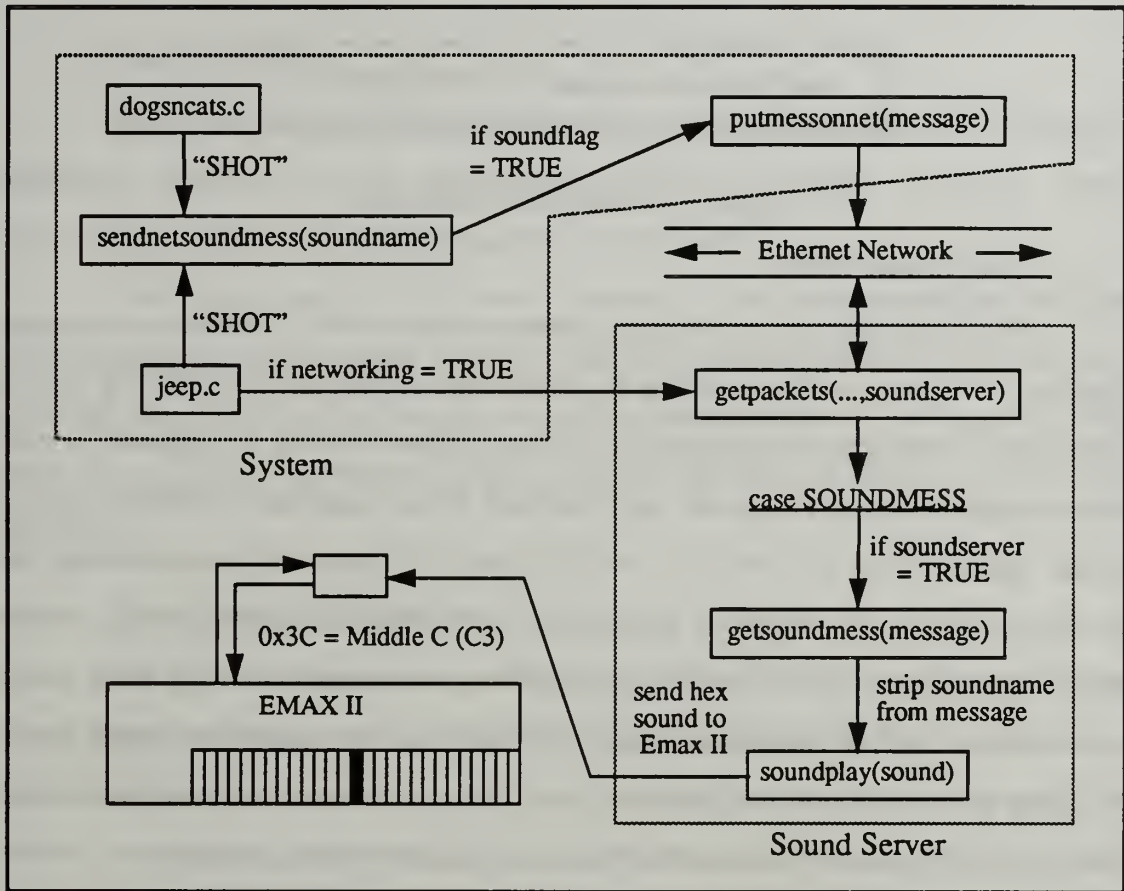 dogsncats.c
"SHOT"
if soundflag
= TRUE
putmessonnet(message)
sendnetsoundmess(soundname)
Ethernet Network
"SHOT"
jeep.c
if networking = TRUE
getpackets(...,soundserver)
System
case SOUNDMESS
if soundserver
= TRUE
0x3C = Middle C (C3)
getsoundmess(message)
EMAX II
send hex
sound to
Emax II
strip soundname
from message
soundplay(sound)
Sound Server